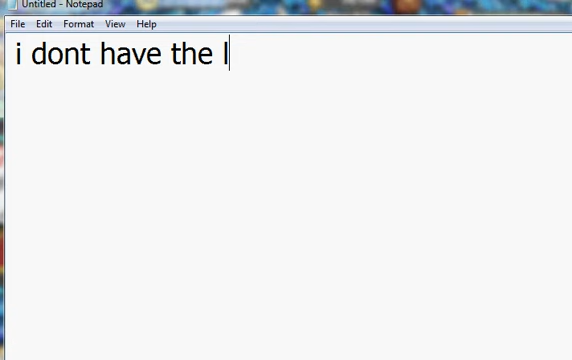 Untitled - Notepad
File Edit Format View Help
i dont have the l